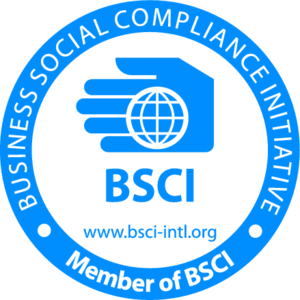 BUSINESS SOCIAL COMPLIANCE INITIATIVE
BSCI
www.bsci-intl.org
Member of BSCI